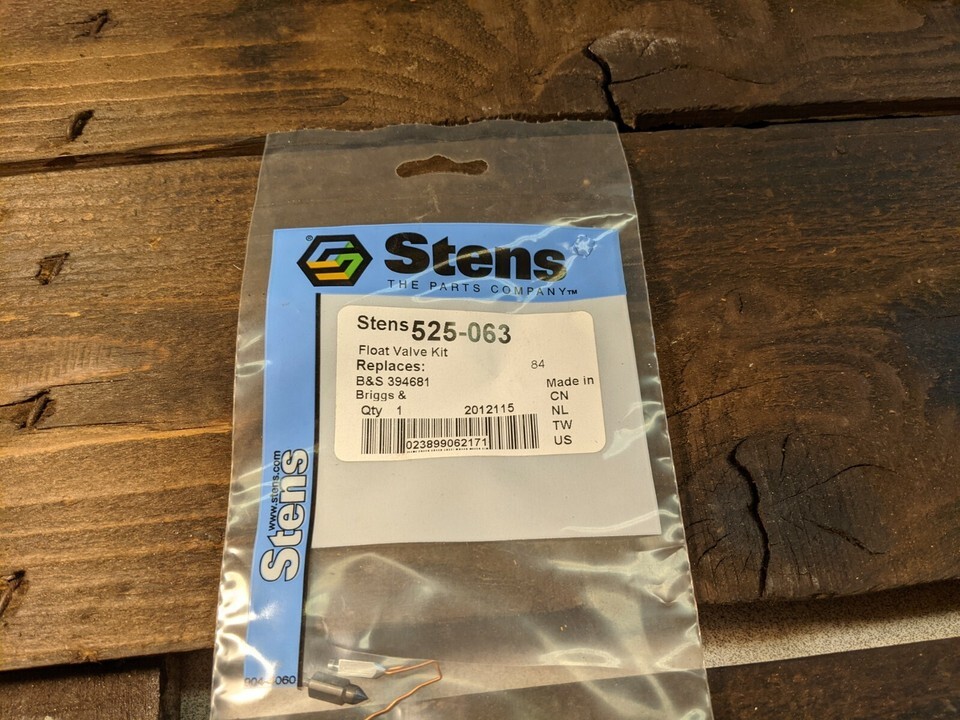 Stens
THE PARTS COMPANY™
Stens 525-063
Float Valve Kit
Replaces:
84
B&S 394681
Briggs &
Qty 1
2012115
023899062171
Made in
CN
NL
TW
US
www.stens.com
Stens